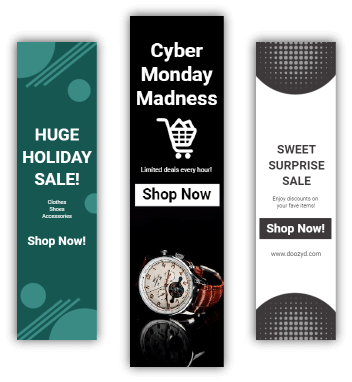 HUGE
HOLIDAY
SALE!
Clothes
Shoes
Accessories
Shop Now!
Cyber
Monday
Madness
Limited deals every hour!
Shop Now
SWEET
SURPRISE
SALE
Enjoy discounts on
your fave items!
Shop Now!
www.doozyd.com